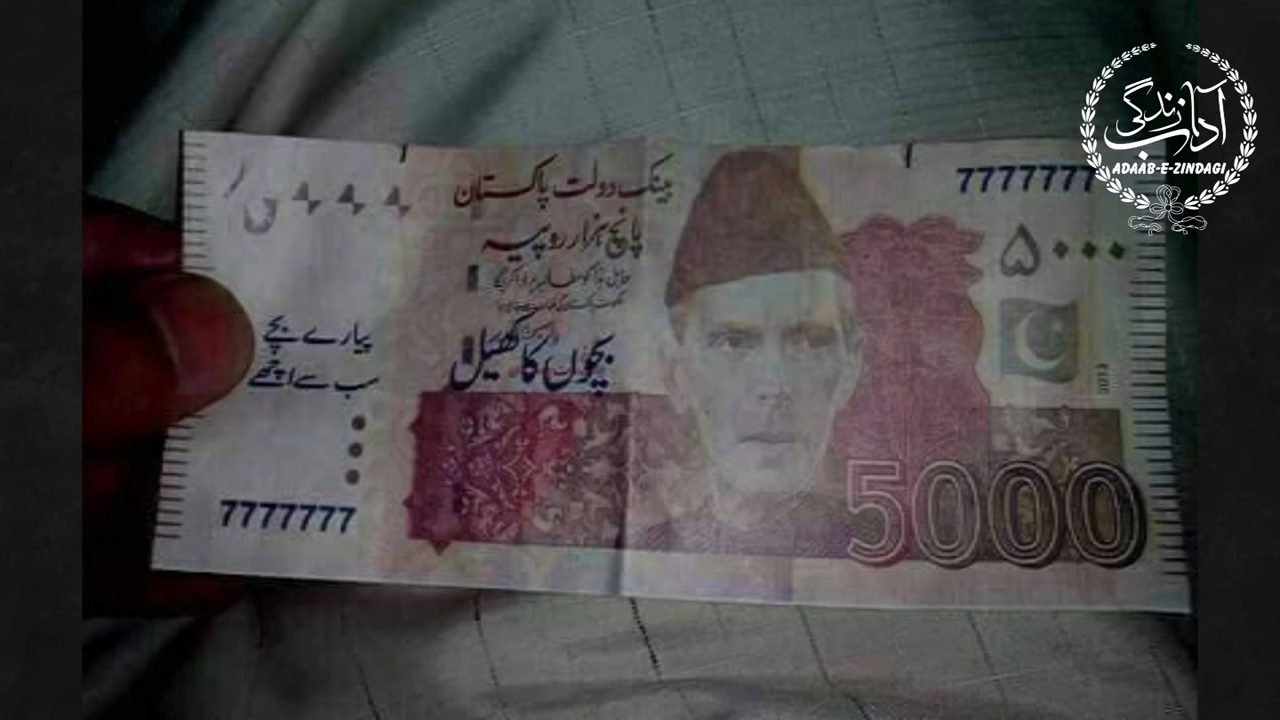 آداب زندگی
ADAAB-E-ZINDAGI
بینک دولت پاکستان
7777777
پانچ ہزار روپیہ
۵۰۰۰
بچوں کا کھیل
پیارے بچے
سب سے اچھے
7777777
5000